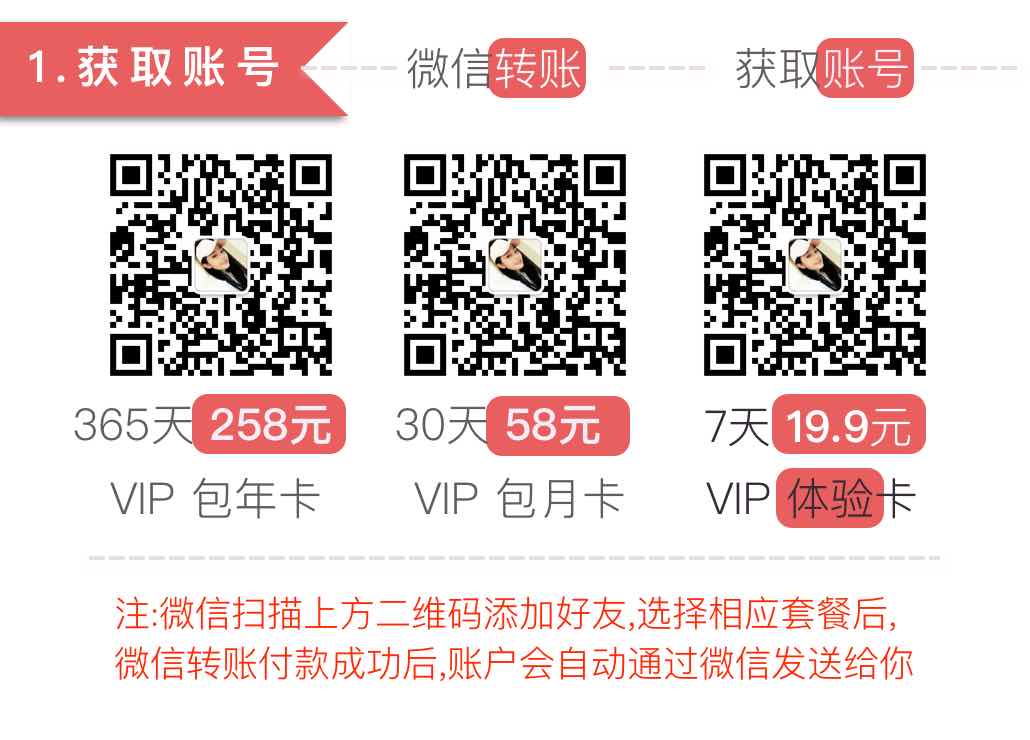 1.获取账号
微信转账
获取账号
365天 258元
30天 58元
7天 19.9元
VIP 包年卡
VIP 包月卡
VIP 体验卡
注:微信扫描上方二维码添加好友,选择相应套餐后,
微信转账付款成功后,账户会自动通过微信发送给你